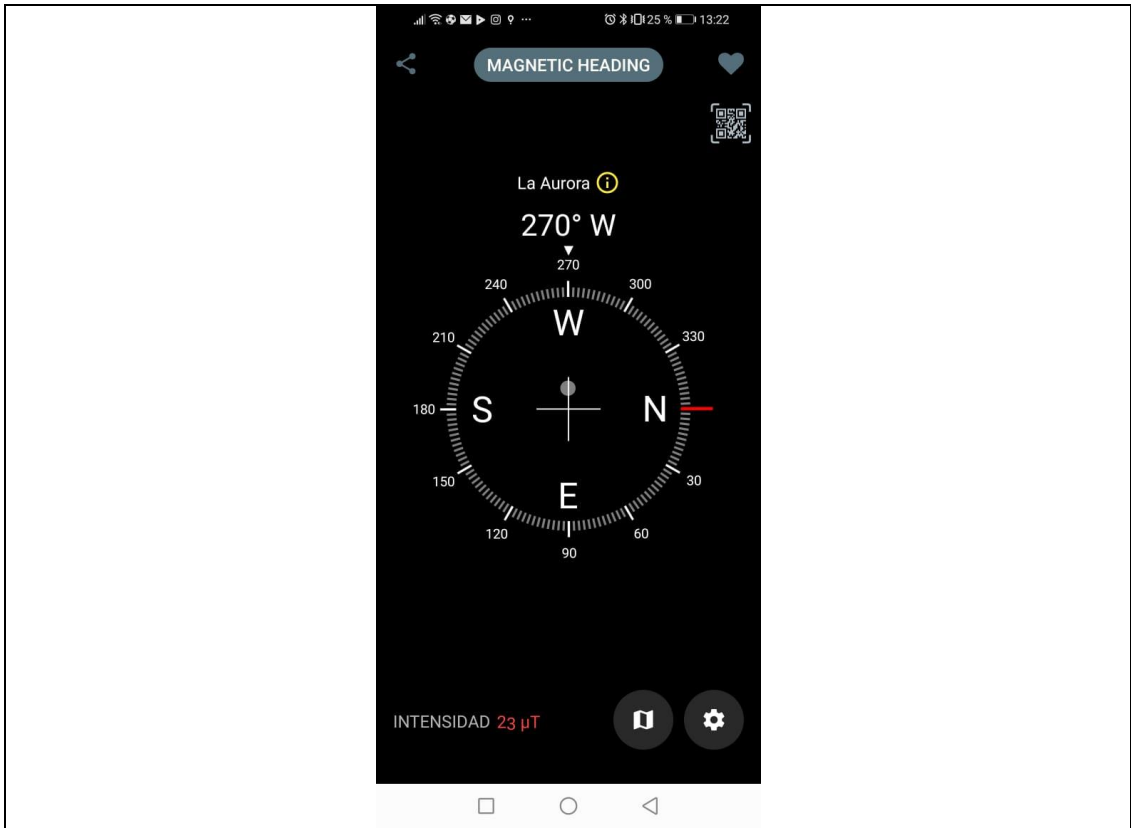 25 % 13:22
MAGNETIC HEADING
La Aurora
270° W
270
240 300
W
210 330
180 S N
150 30
E
120 60
90
INTENSIDAD 23 µT